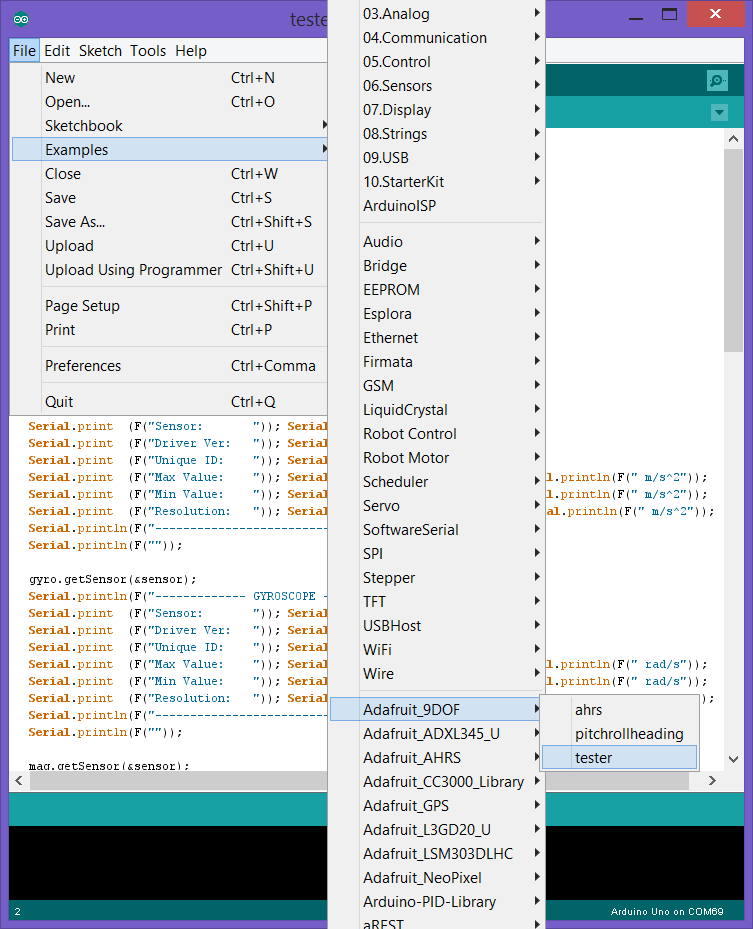 teste
File Edit Sketch Tools Help
New Ctrl+N
Open... Ctrl+O
Sketchbook
Examples
Close Ctrl+W
Save Ctrl+S
Save As... Ctrl+Shift+S
Upload Ctrl+U
Upload Using Programmer Ctrl+Shift+U
Page Setup Ctrl+Shift+P
Print Ctrl+P
Preferences Ctrl+Comma
Quit Ctrl+Q
03.Analog
04.Communication
05.Control
06.Sensors
07.Display
08.Strings
09.USB
10.StarterKit
ArduinoISP
Audio
Bridge
EEPROM
Esplora
Ethernet
Firmata
GSM
LiquidCrystal
Robot Control
Robot Motor
Scheduler
Servo
SoftwareSerial
SPI
Stepper
TFT
USBHost
WiFi
Wire
Adafruit_9DOF
Adafruit_ADXL345_U
Adafruit_AHRS
Adafruit_CC3000_Library
Adafruit_GPS
Adafruit_L3GD20_U
Adafruit_LSM303DLHC
Adafruit_NeoPixel
Arduino-PID-Library
aREST
ahrs
pitchrollheading
tester
Serial.print (F("Sensor: ")); Serial
Serial.print (F("Driver Ver: ")); Serial
Serial.print (F("Unique ID: ")); Serial
Serial.print (F("Max Value: ")); Serial l.println(F(" m/s^2"));
Serial.print (F("Min Value: ")); Serial l.println(F(" m/s^2"));
Serial.print (F("Resolution: ")); Serial al.println(F(" m/s^2"));
Serial.println(F("-------------------------
Serial.println(F(""));
gyro.getSensor(&sensor);
Serial.println(F("------------- GYROSCOPE -
Serial.print (F("Sensor: ")); Serial
Serial.print (F("Driver Ver: ")); Serial
Serial.print (F("Unique ID: ")); Serial
Serial.print (F("Max Value: ")); Serial l.println(F(" rad/s"));
Serial.print (F("Min Value: ")); Serial l.println(F(" rad/s"));
Serial.print (F("Resolution: ")); Serial ;
Serial.println(F("-------------------------
Serial.println(F(""));
mag.getSensor(&sensor);
2 Arduino Uno on COM69